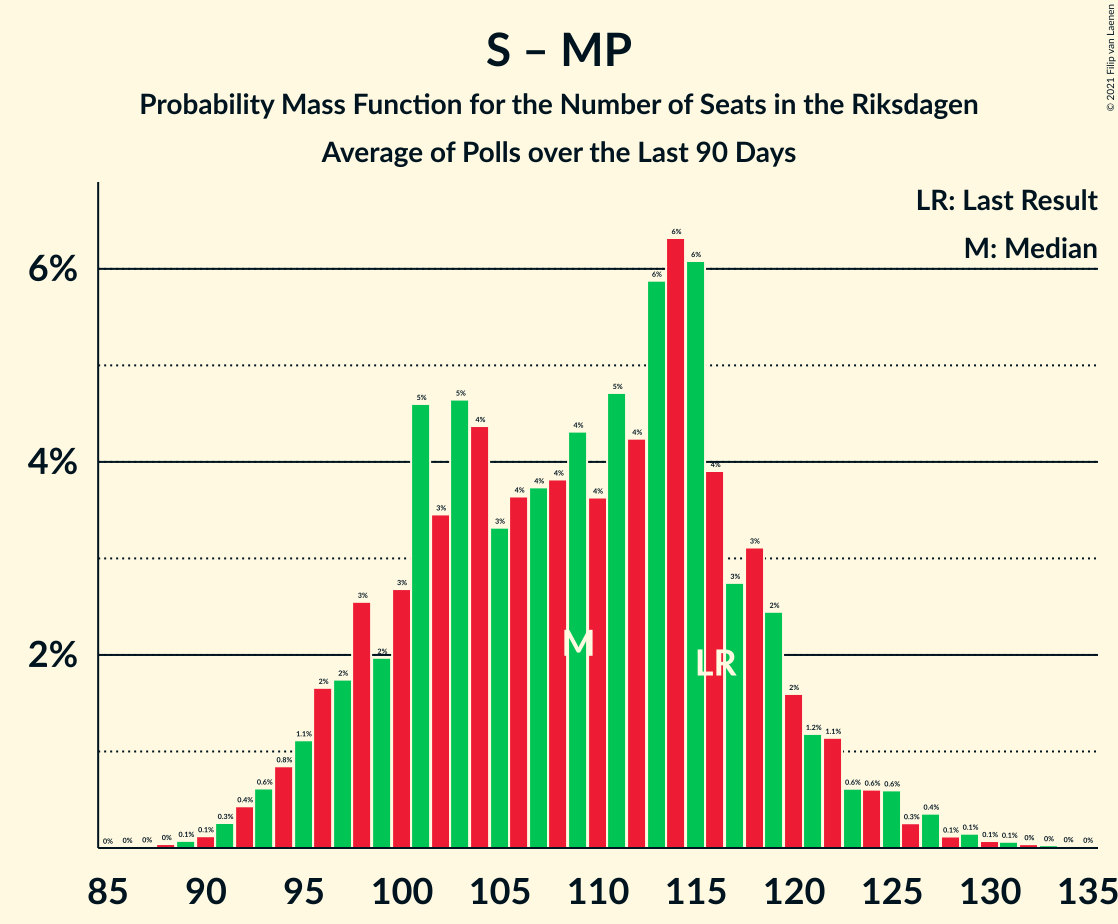 S – MP
Probability Mass Function for the Number of Seats in the Riksdagen
Average of Polls over the Last 90 Days
© 2021 Filip van Laenen
LR: Last Result
M: Median
6%
4%
2%
0% 0% 0% 0% 0.1% 0.1% 0.3% 0.4% 0.6% 0.8% 1.1% 2% 2% 3% 2% 3% 5% 3% 5% 4% 3% 4% 4% 4% 4% 4% 5% 4% 6% 6% 6% 4% 3% 3% 2% 2% 1.2% 1.1% 0.6% 0.6% 0.6% 0.3% 0.4% 0.1% 0.1% 0.1% 0.1% 0% 0% 0% 0%
M
LR
85 90 95 100 105 110 115 120 125 130 135